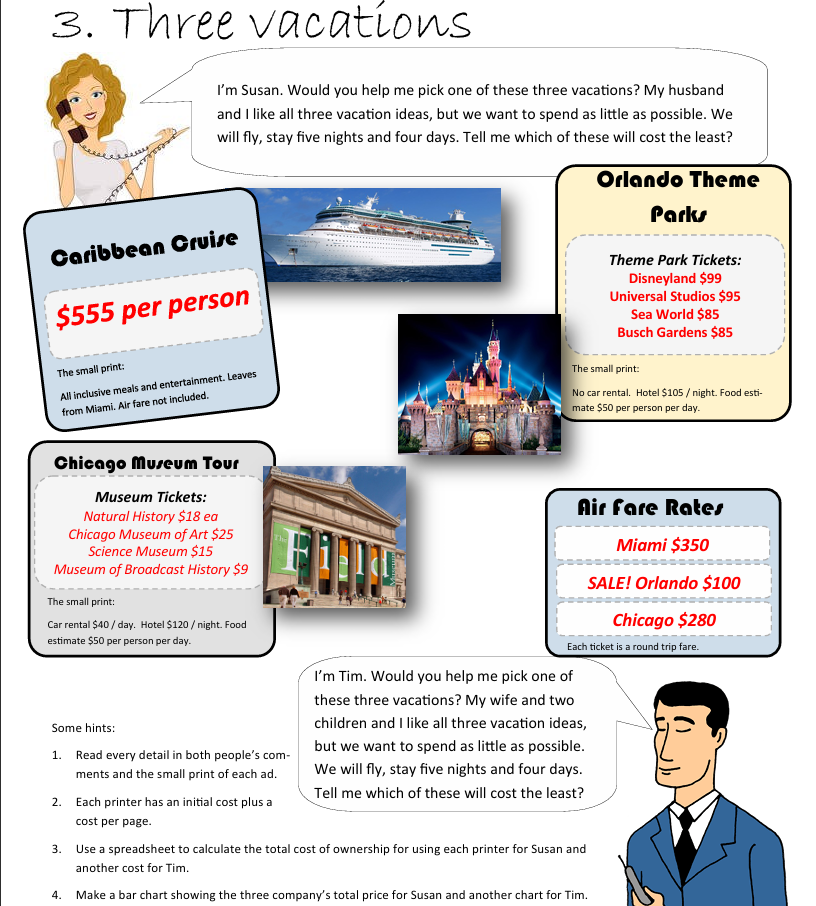 3. Three vacations
I'm Susan. Would you help me pick one of these three vacations? My husband
and I like all three vacation ideas, but we want to spend as little as possible. We
will fly, stay five nights and four days. Tell me which of these will cost the least?
Caribbean Cruise
$555 per person
The small print:
All inclusive meals and entertainment. Leaves
from Miami. Air fare not included.
Orlando Theme
Parks
Theme Park Tickets:
Disneyland $99
Universal Studios $95
Sea World $85
Busch Gardens $85
The small print:
No car rental. Hotel $105 / night. Food esti-
mate $50 per person per day.
Chicago Museum Tour
Museum Tickets:
Natural History $18 ea
Chicago Museum of Art $25
Science Museum $15
Museum of Broadcast History $9
The small print:
Car rental $40 / day. Hotel $120 / night. Food
estimate $50 per person per day.
The
Field
Air Fare Rates
Miami $350
SALE! Orlando $100
Chicago $280
Each ticket is a round trip fare.
I'm Tim. Would you help me pick one of
these three vacations? My wife and two
children and I like all three vacation ideas,
but we want to spend as little as possible.
We will fly, stay five nights and four days.
Tell me which of these will cost the least?
Some hints:
1. Read every detail in both people's com-
ments and the small print of each ad.
2. Each printer has an initial cost plus a
cost per page.
3. Use a spreadsheet to calculate the total cost of ownership for using each printer for Susan and
another cost for Tim.
4. Make a bar chart showing the three company's total price for Susan and another chart for Tim.